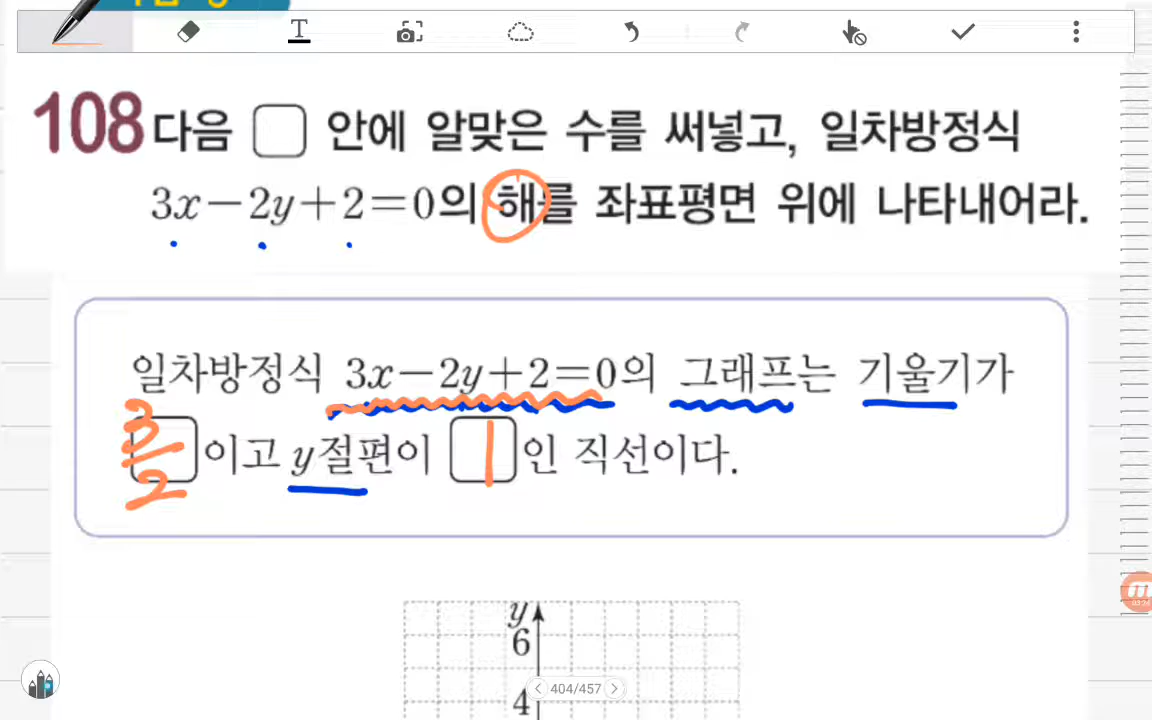 T
108 다음 □ 안에 알맞은 수를 써넣고, 일차방정식
3x-2y+2=0의 해를 좌표평면 위에 나타내어라.
일차방정식 3x-2y+2=0의 그래프는 기울기가
3/2 이고 y절편이 1 인 직선이다.
y
6
4
404/457